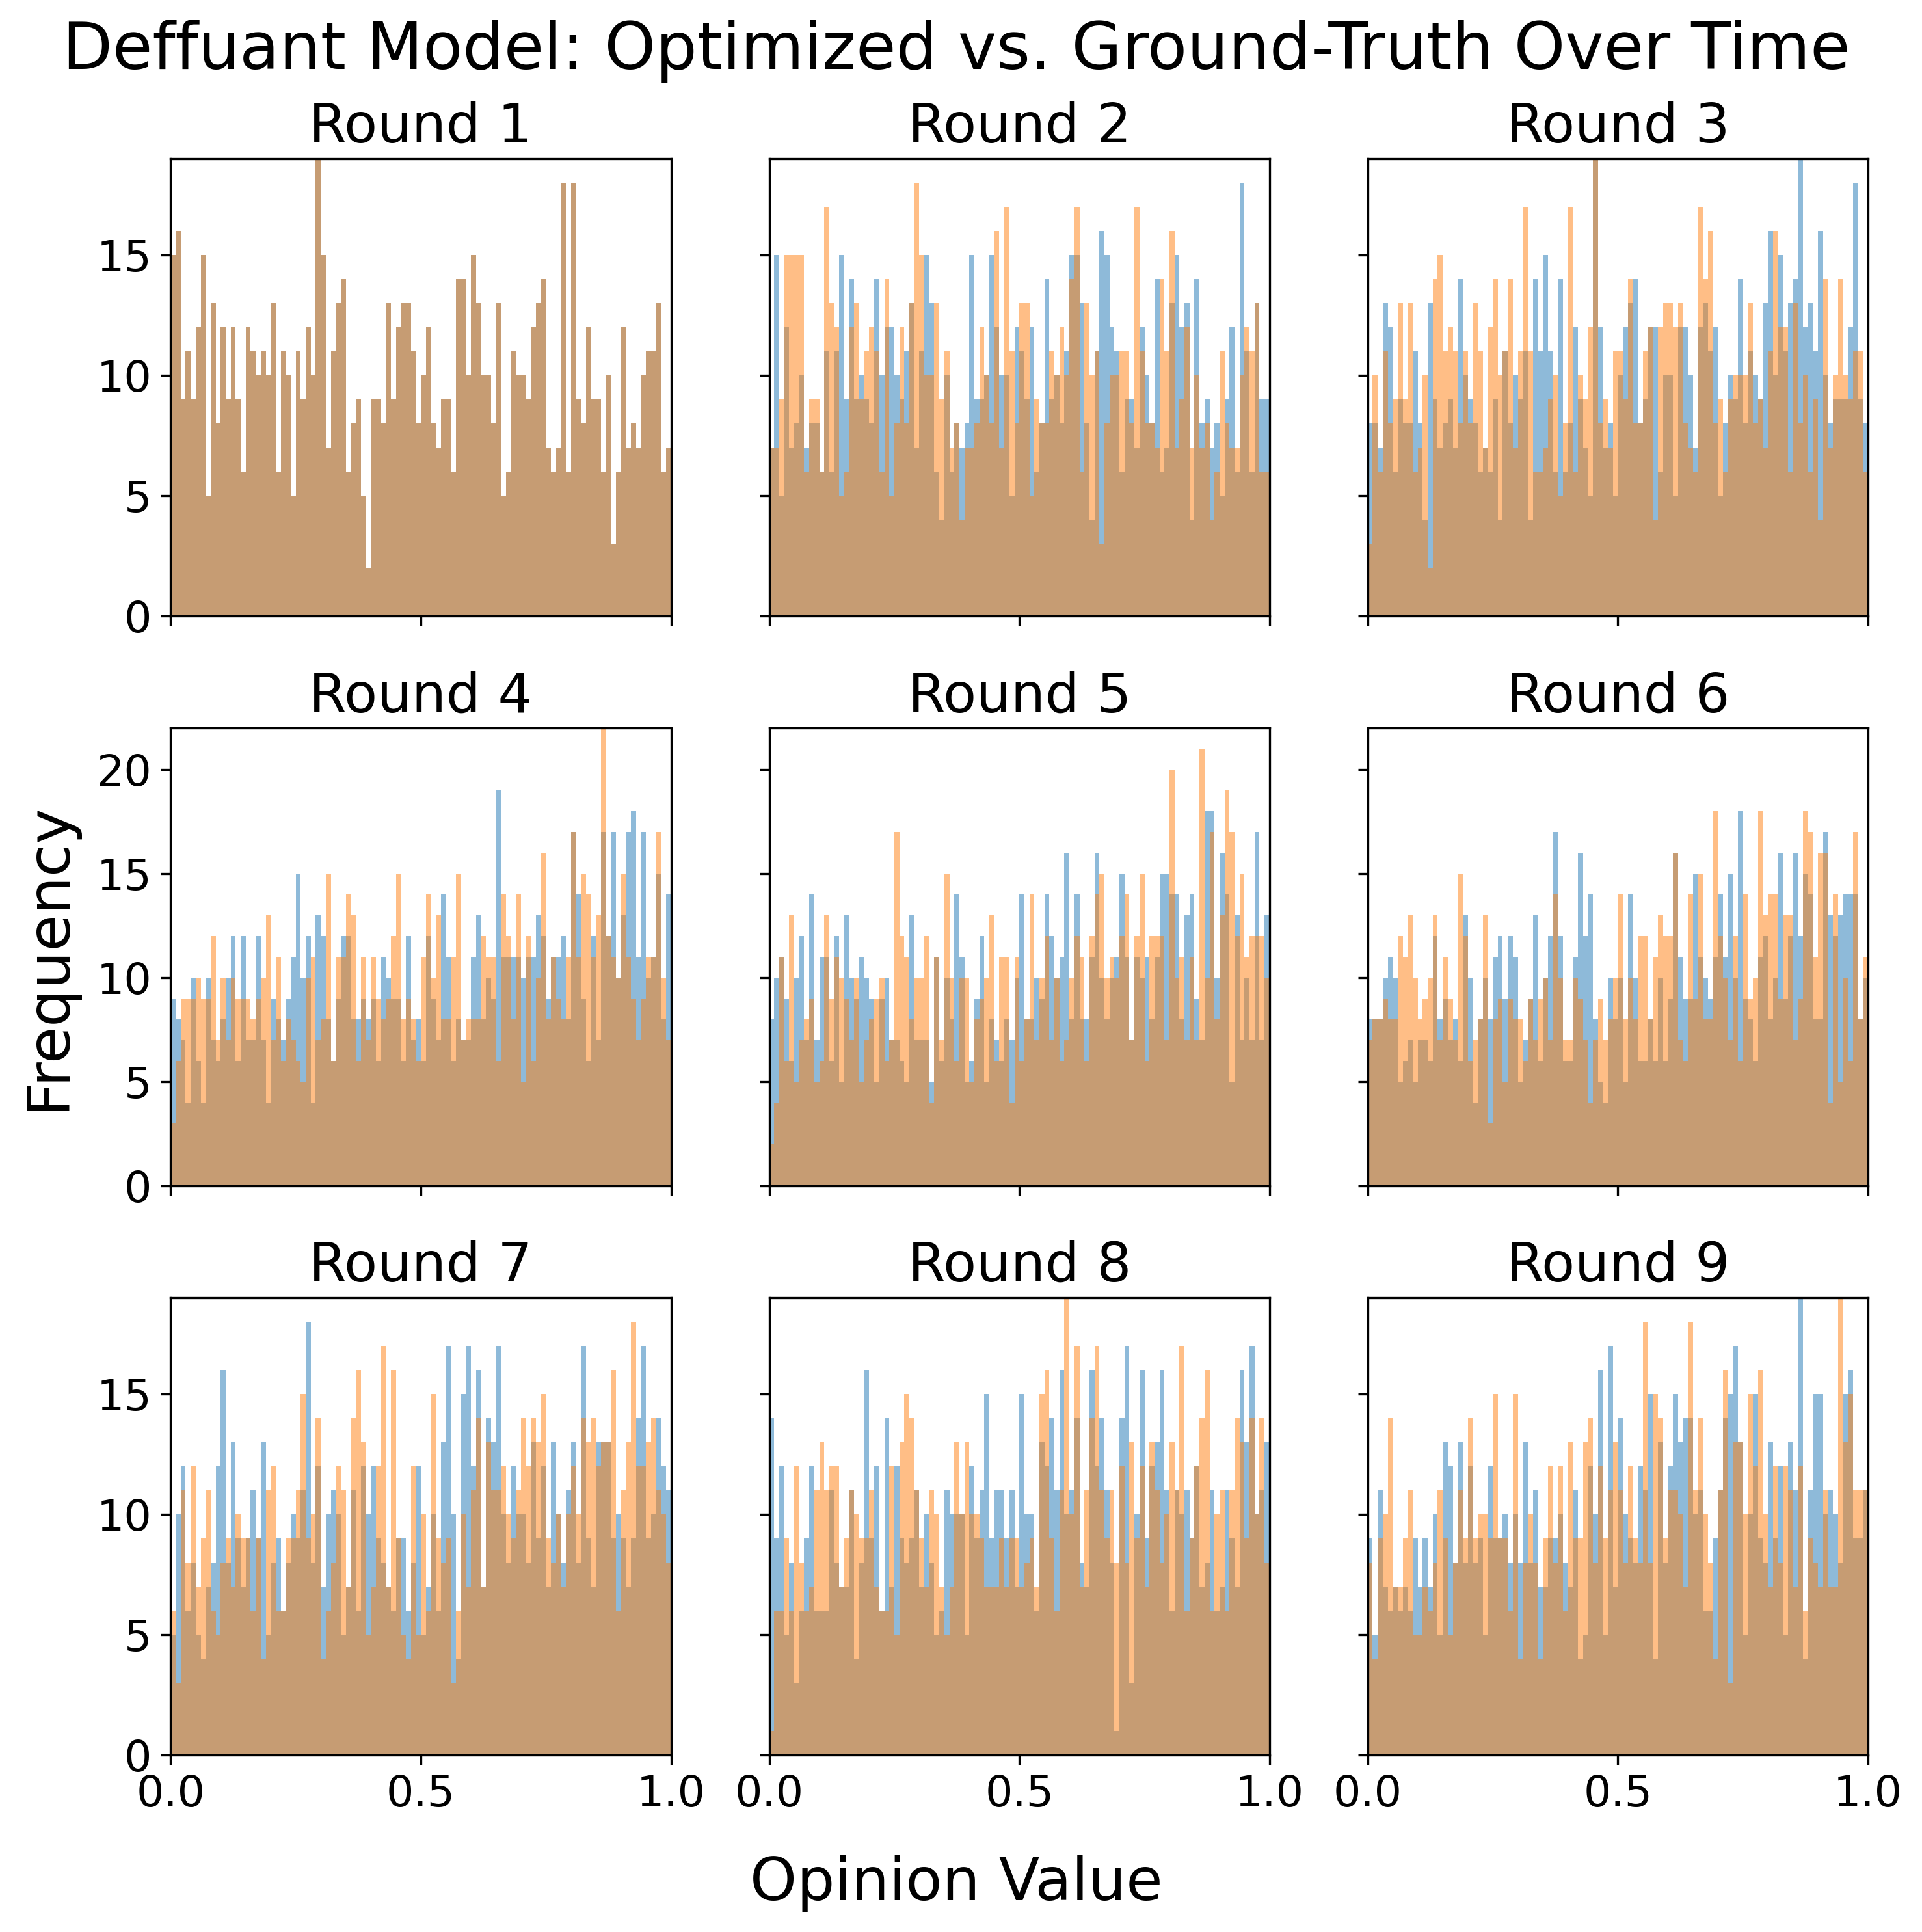 Deffuant Model: Optimized vs. Ground-Truth Over Time
Round 1
Round 2
Round 3
15
10
5
0
Round 4
Round 5
Round 6
Frequency
20
15
10
5
0
Round 7
Round 8
Round 9
15
10
5
0
0.0 0.5 1.0 0.0 0.5 1.0 0.0 0.5 1.0
Opinion Value